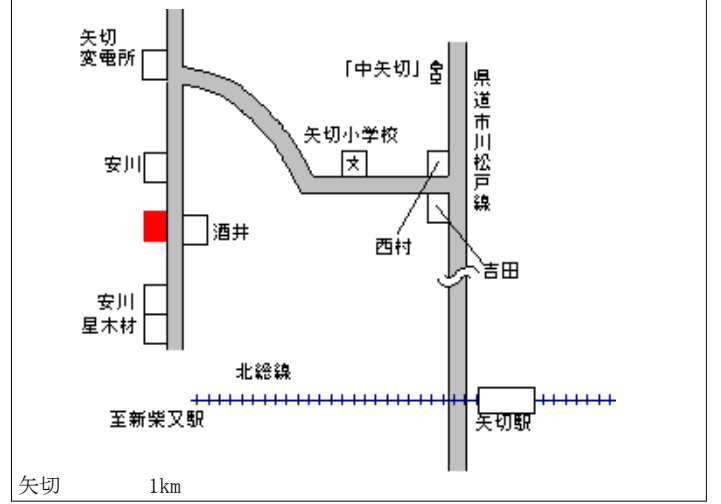 矢切
変電所
「中矢切」
県道市川松戸線
矢切小学校
文
安川
酒井
西村
吉田
安川
星木材
北総線
至新柴又駅
矢切駅
矢切 1km